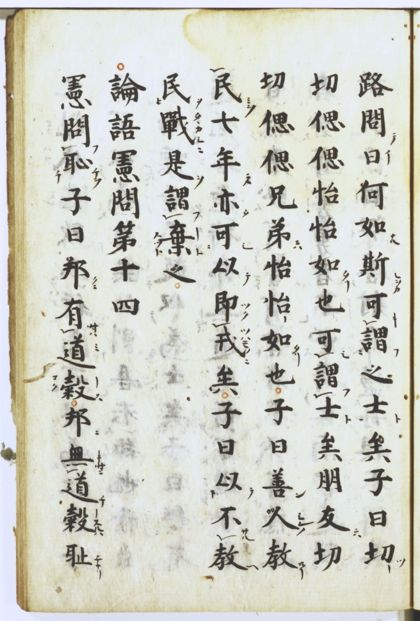 路問曰何如斯可謂之士矣子曰切
切偲偲怡怡如也可謂士矣朋友切
切偲偲兄弟怡怡如也子曰善人教
民七年亦可以即戎矣子曰以不教
民戰是謂棄之
論語憲問第十四
憲問恥子曰邦有道穀邦無道穀耻